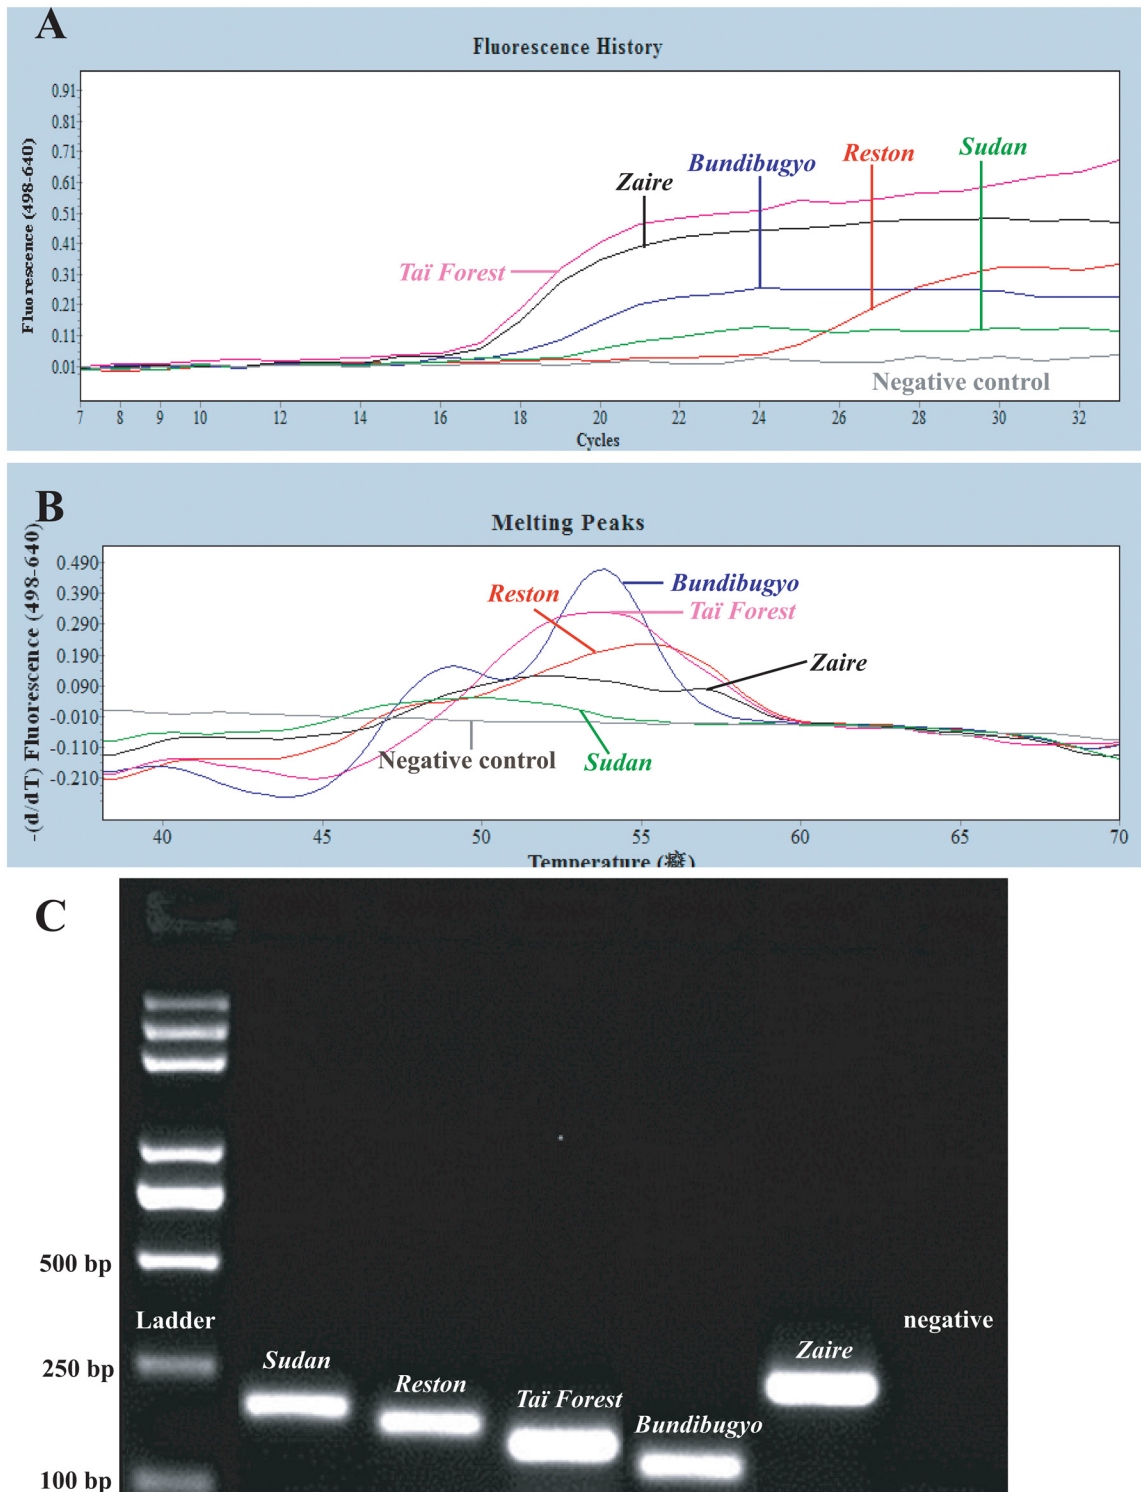 A
Fluorescence History
Fluorescence (498-640)
0.91
0.81
0.71
0.61
0.51
0.41
0.31
0.21
0.11
0.01
Zaire
Bundibugyo
Reston
Sudan
Taï Forest
Negative control
7 8 9 10 12 14 16 18 20 22 24 26 28 30 32
Cycles
B
Melting Peaks
-(d/dT) Fluorescence (498-640)
0.490
0.390
0.290
0.190
0.090
-0.010
-0.110
-0.210
Bundibugyo
Reston
Taï Forest
Zaire
Negative control
Sudan
40 45 50 55 60 65 70
Temperature (癈)
C
500 bp
Ladder
negative
250 bp
Sudan
Reston
Taï Forest
Bundibugyo
Zaire
100 bp